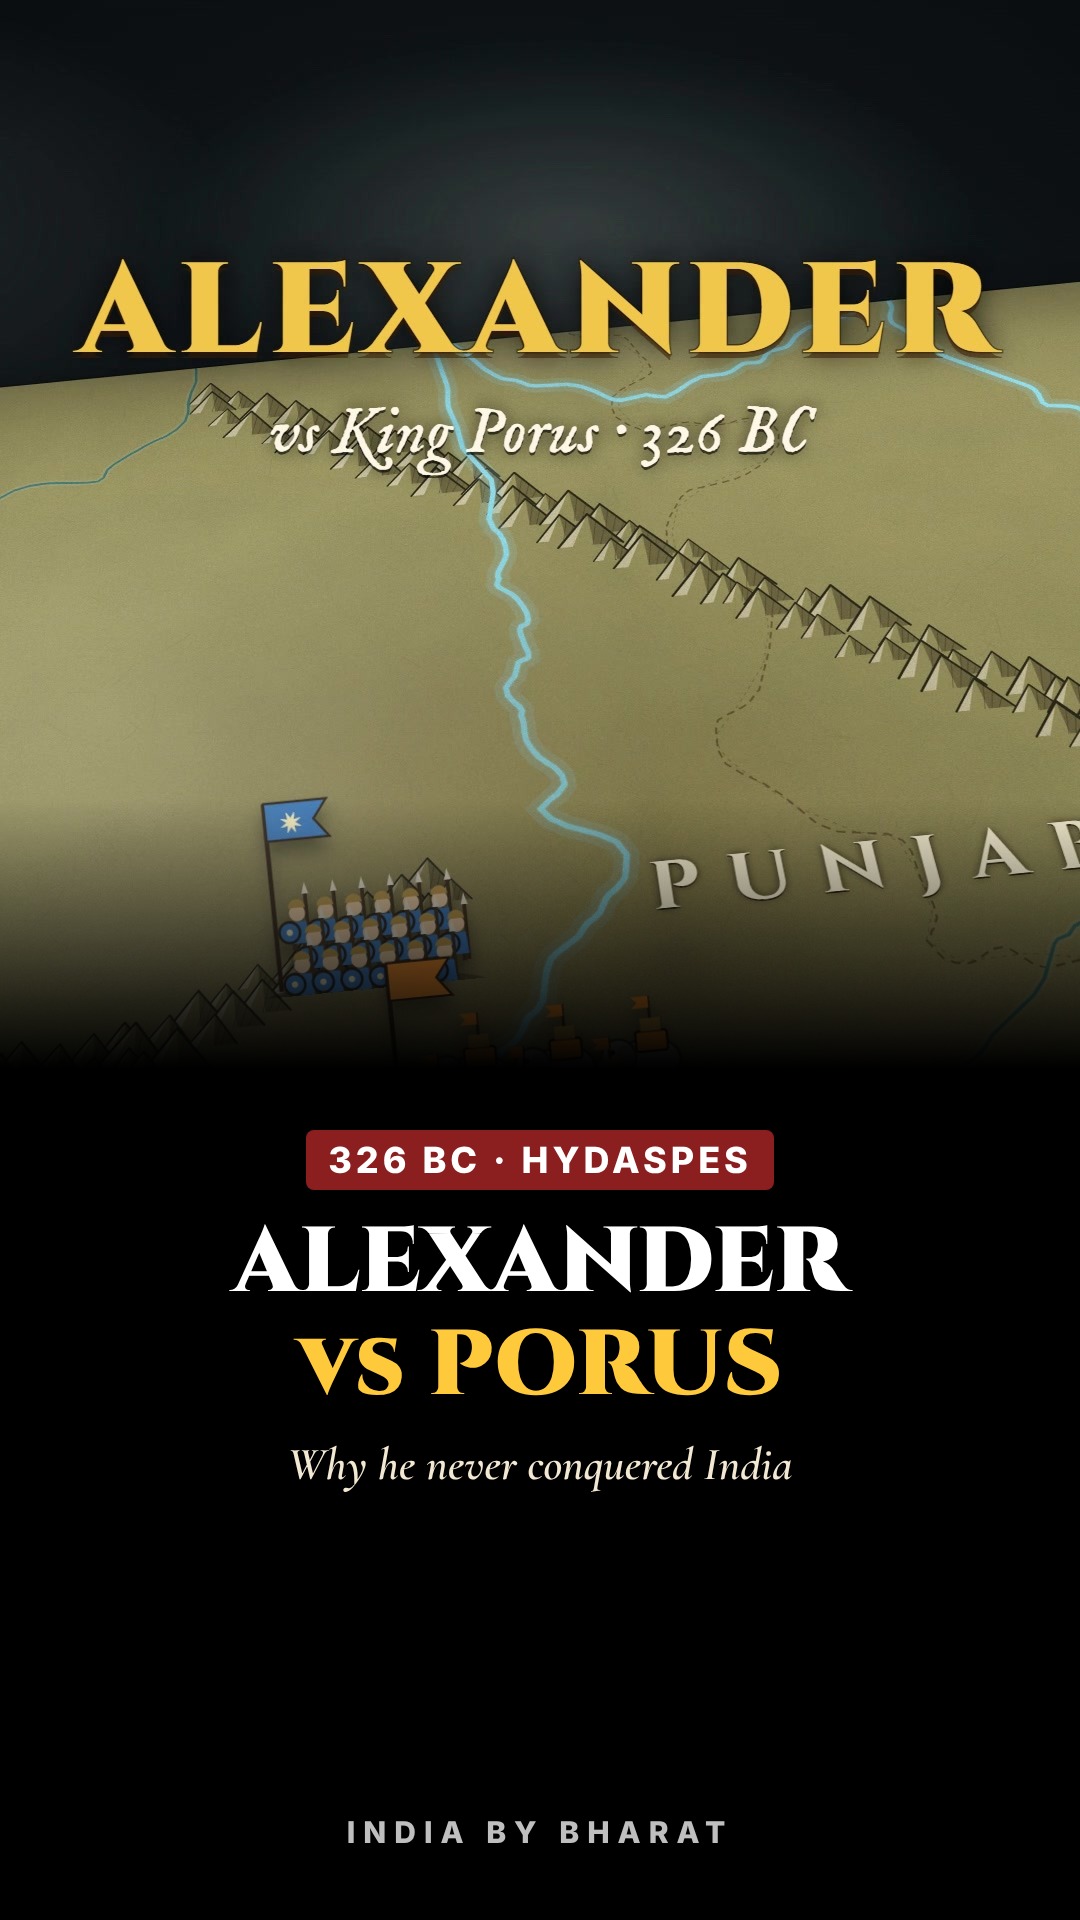 ALEXANDER
vs King Porus · 326 BC
PUNJAB
326 BC · HYDASPES
ALEXANDER
vs PORUS
Why he never conquered India
INDIA BY BHARAT